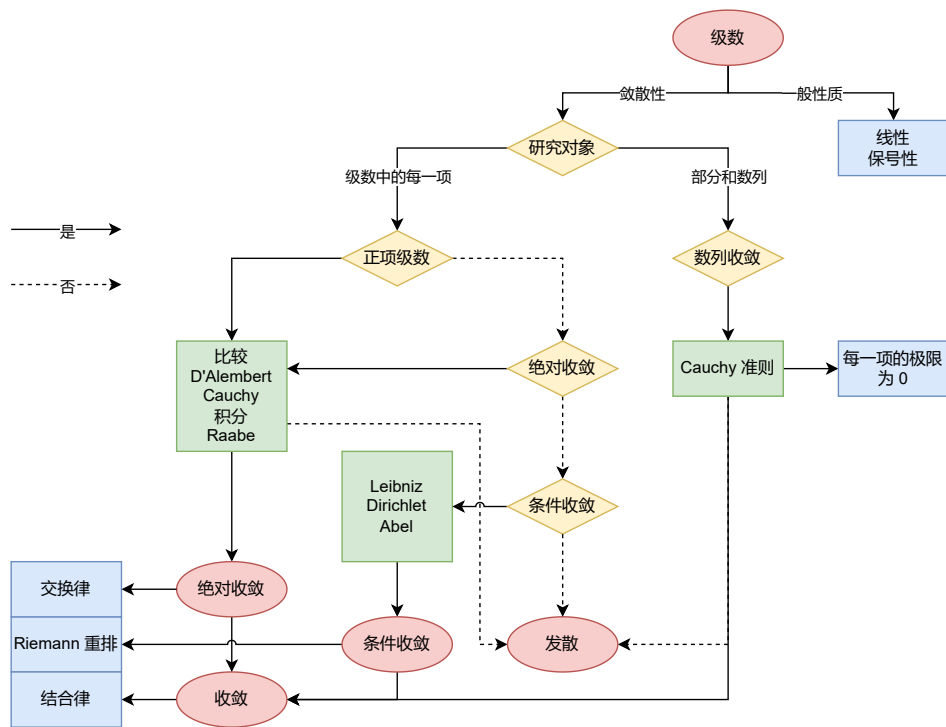 级数
敛散性
一般性质
研究对象
线性
保号性
级数中的每一项
部分和数列
是
正项级数
数列收敛
否
比较
D'Alembert
Cauchy
积分
Raabe
绝对收敛
Cauchy 准则
每一项的极限
为 0
Leibniz
Dirichlet
Abel
条件收敛
交换律
绝对收敛
Riemann 重排
条件收敛
发散
结合律
收敛